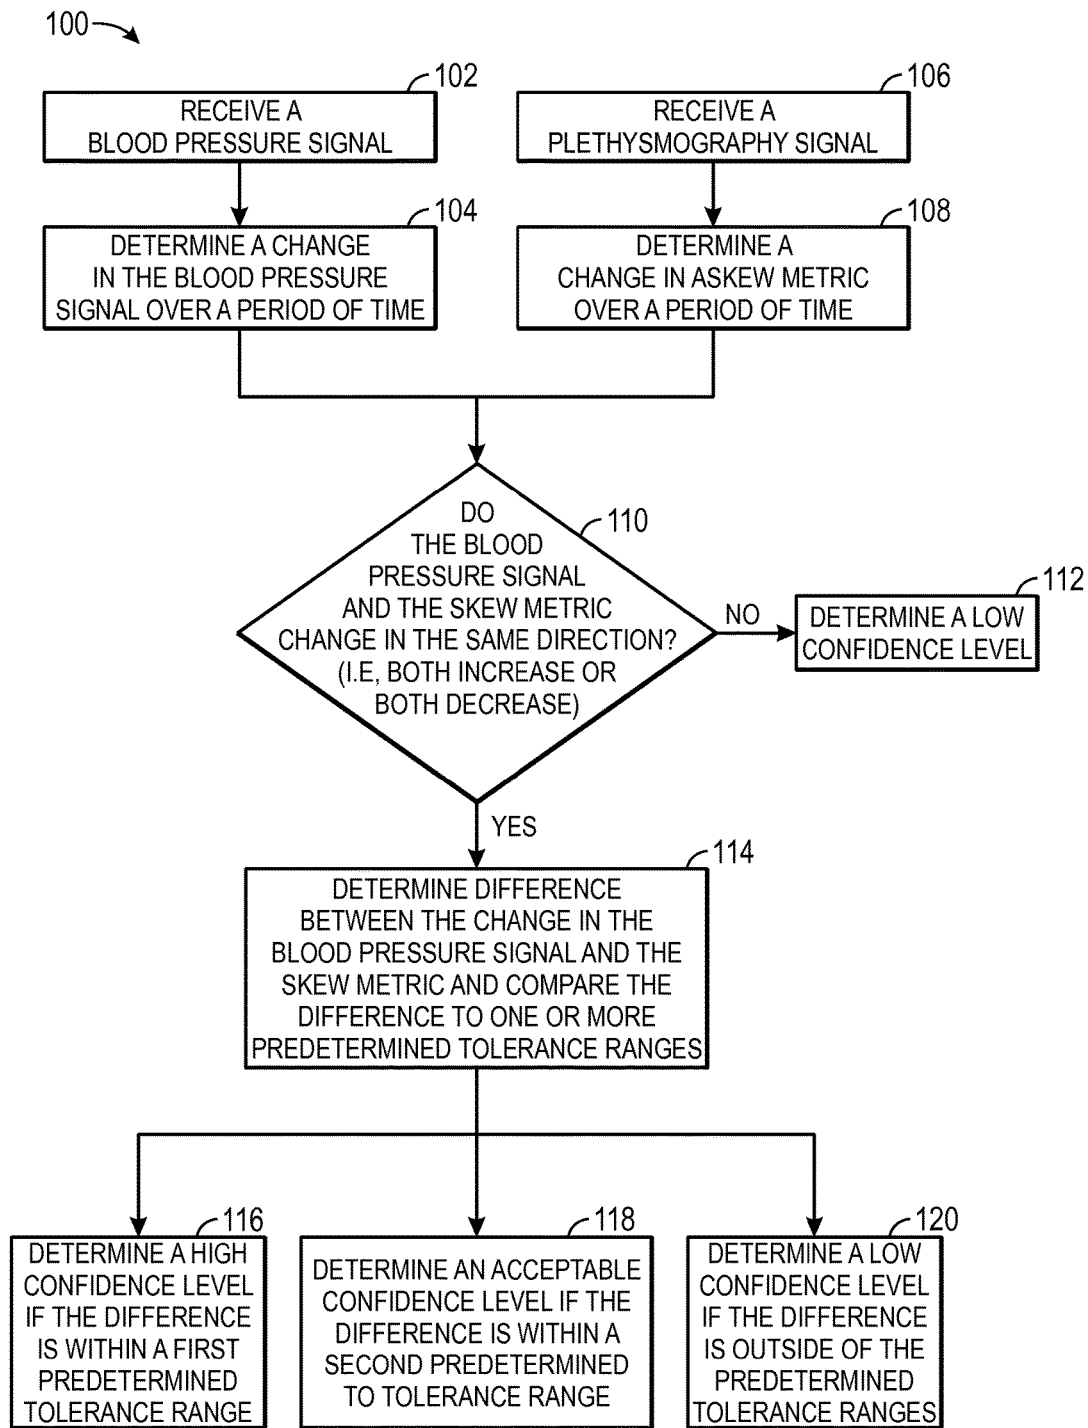 100
102
RECEIVE A
BLOOD PRESSURE SIGNAL
106
RECEIVE A
PLETHYSMOGRAPHY SIGNAL
104
DETERMINE A CHANGE
IN THE BLOOD PRESSURE
SIGNAL OVER A PERIOD OF TIME
108
DETERMINE A
CHANGE IN ASKEW METRIC
OVER A PERIOD OF TIME
110
DO
THE BLOOD
PRESSURE SIGNAL
AND THE SKEW METRIC
CHANGE IN THE SAME DIRECTION?
(I.E, BOTH INCREASE OR
BOTH DECREASE)
NO
112
DETERMINE A LOW
CONFIDENCE LEVEL
YES
114
DETERMINE DIFFERENCE
BETWEEN THE CHANGE IN THE
BLOOD PRESSURE SIGNAL AND THE
SKEW METRIC AND COMPARE THE
DIFFERENCE TO ONE OR MORE
PREDETERMINED TOLERANCE RANGES
116
DETERMINE A HIGH
CONFIDENCE LEVEL
IF THE DIFFERENCE
IS WITHIN A FIRST
PREDETERMINED
TOLERANCE RANGE
118
DETERMINE AN ACCEPTABLE
CONFIDENCE LEVEL IF THE
DIFFERENCE IS WITHIN A
SECOND PREDETERMINED
TO TOLERANCE RANGE
120
DETERMINE A LOW
CONFIDENCE LEVEL
IF THE DIFFERENCE
IS OUTSIDE OF THE
PREDETERMINED
TOLERANCE RANGES